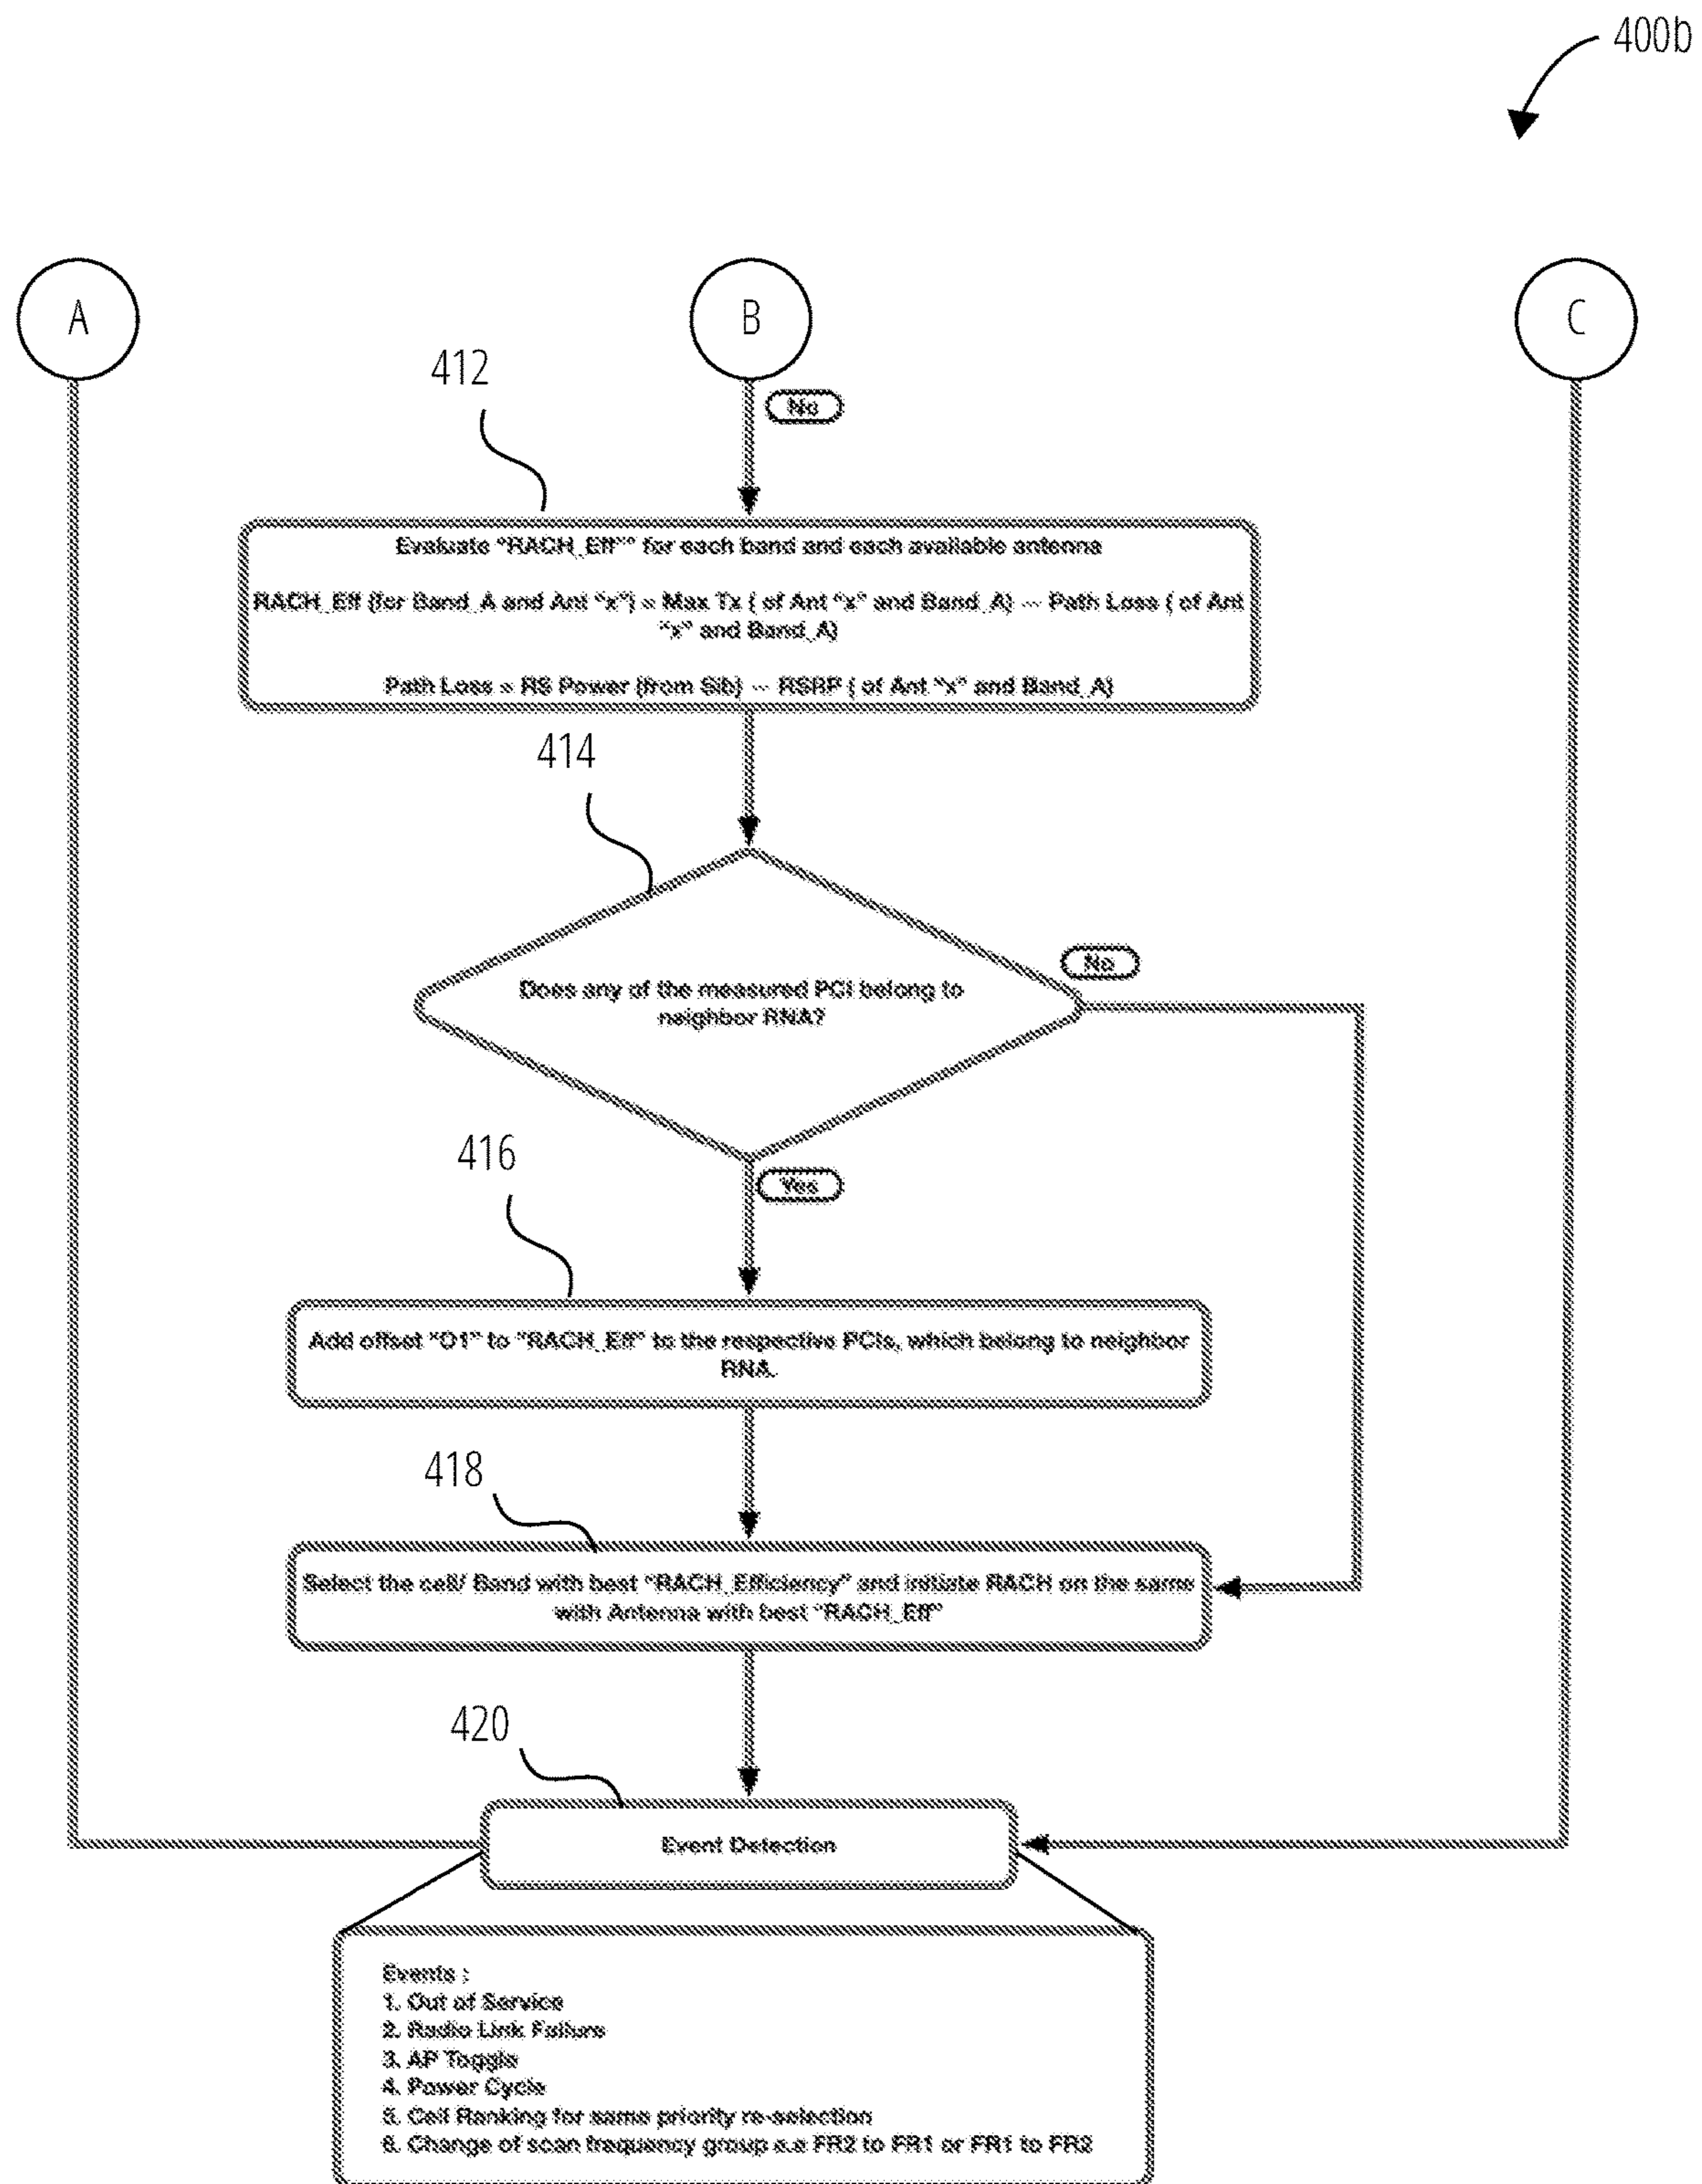 400b
A
B
C
412
No
Evaluate "RACH_Eff"" for each band and each available antenna
RACH_Eff (for Band_A and Ant "x") = Max Tx ( of Ant "x" and Band_A) -- Path Loss ( of Ant
"x" and Band_A)
Path Loss = RS Power (from Sib) -- RSRP ( of Ant "x" and Band_A)
414
No
Does any of the measured PCI belong to
neighbor RNA?
416
Yes
Add offset "O1" to "RACH_Eff" to the respective PCIs, which belong to neighbor
RNA.
418
Select the cell/ Band with best "RACH_Efficiency" and initiate RACH on the same
with Antenna with best "RACH_Eff"
420
Event Detection
Events :
1. Out of Service
2. Radio Link Failure
3. AP Toggle
4. Power Cycle
5. Cell Ranking for same priority re-selection
6. Change of scan frequency group e.e FR2 to FR1 or FR1 to FR2